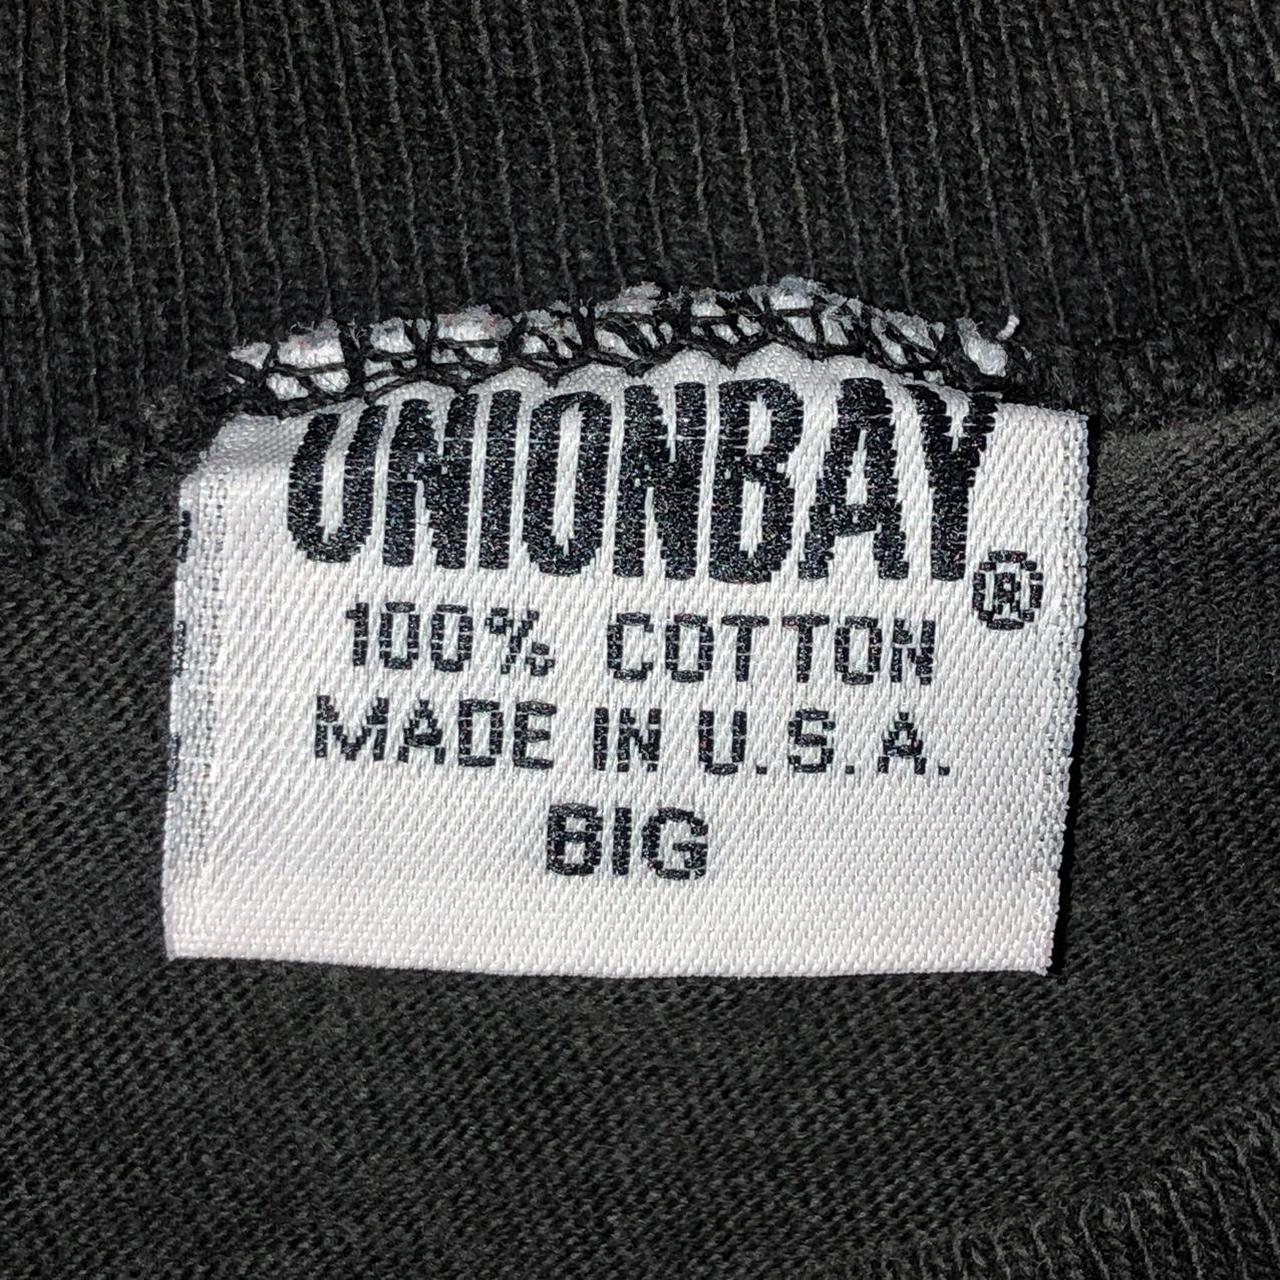 UNIONBAY®
100% COTTON
MADE IN U.S.A.
BIG